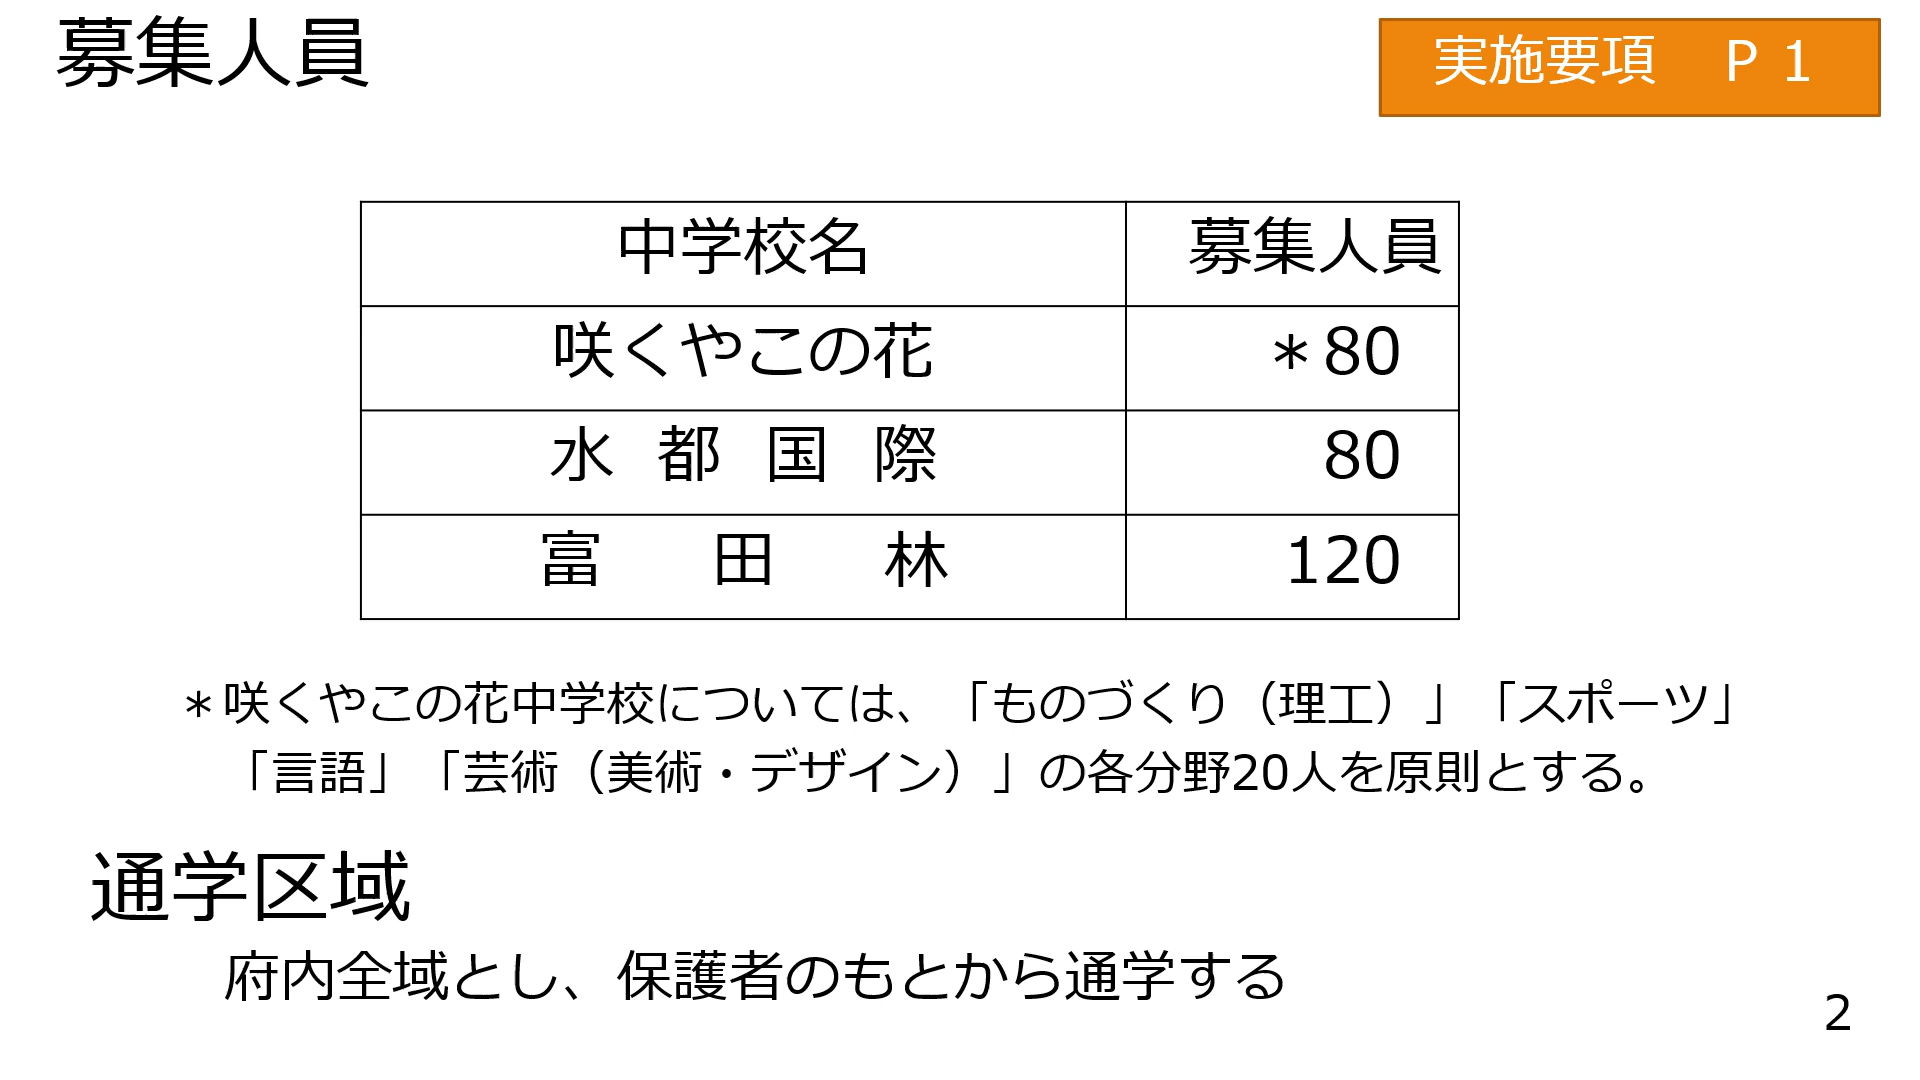 募集人員
実施要項　Ｐ１
中学校名　募集人員
咲くやこの花　＊80
水　都　国　際　80
富　　田　　林　120
＊咲くやこの花中学校については、「ものづくり（理工）」「スポーツ」
「言語」「芸術（美術・デザイン）」の各分野20人を原則とする。
通学区域
府内全域とし、保護者のもとから通学する
2